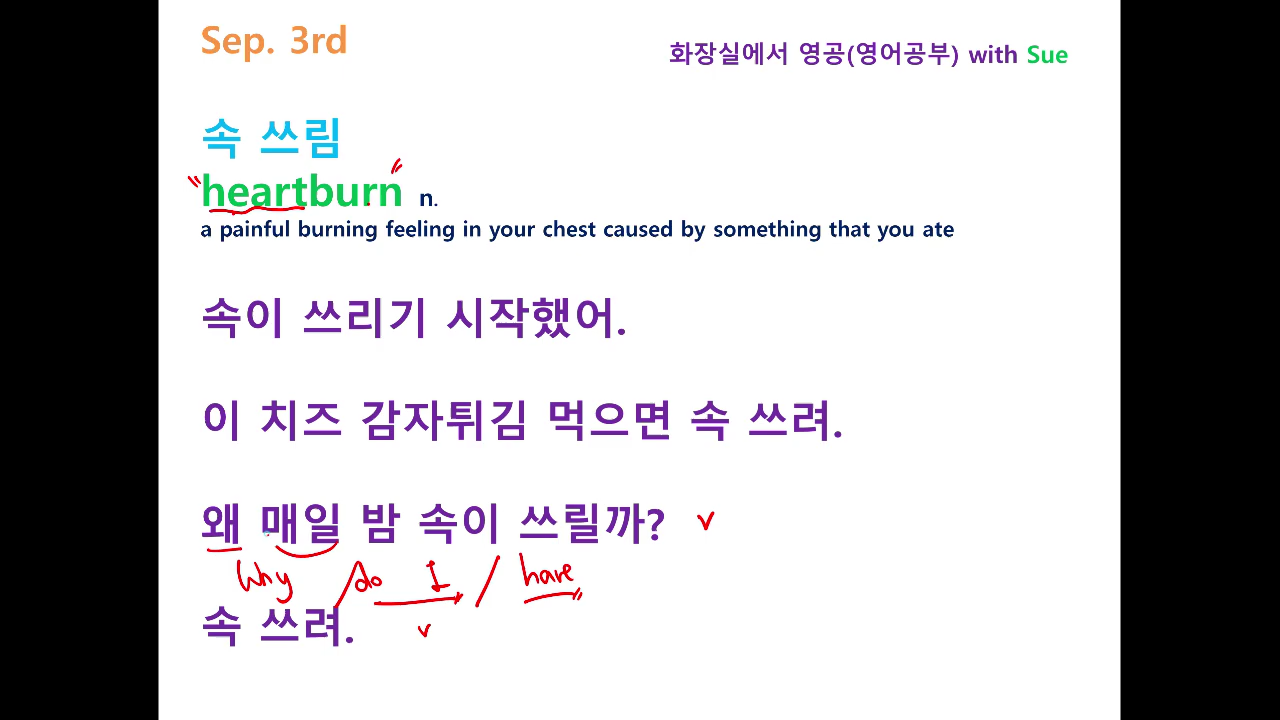 Sep. 3rd
화장실에서 영공(영어공부) with Sue
속 쓰림
"heartburn" n.
a painful burning feeling in your chest caused by something that you ate
속이 쓰리기 시작했어.
이 치즈 감자튀김 먹으면 속 쓰려.
왜 매일 밤 속이 쓰릴까? v
Why / do I / have
속 쓰려. v